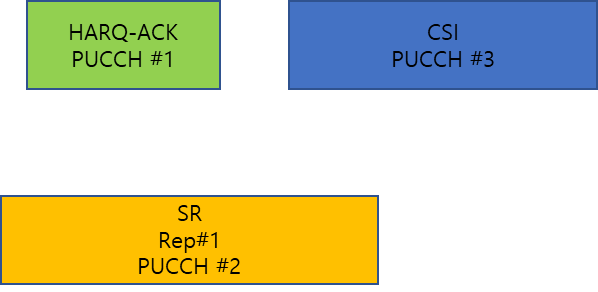 HARQ-ACK
PUCCH #1
CSI
PUCCH #3
SR
Rep#1
PUCCH #2